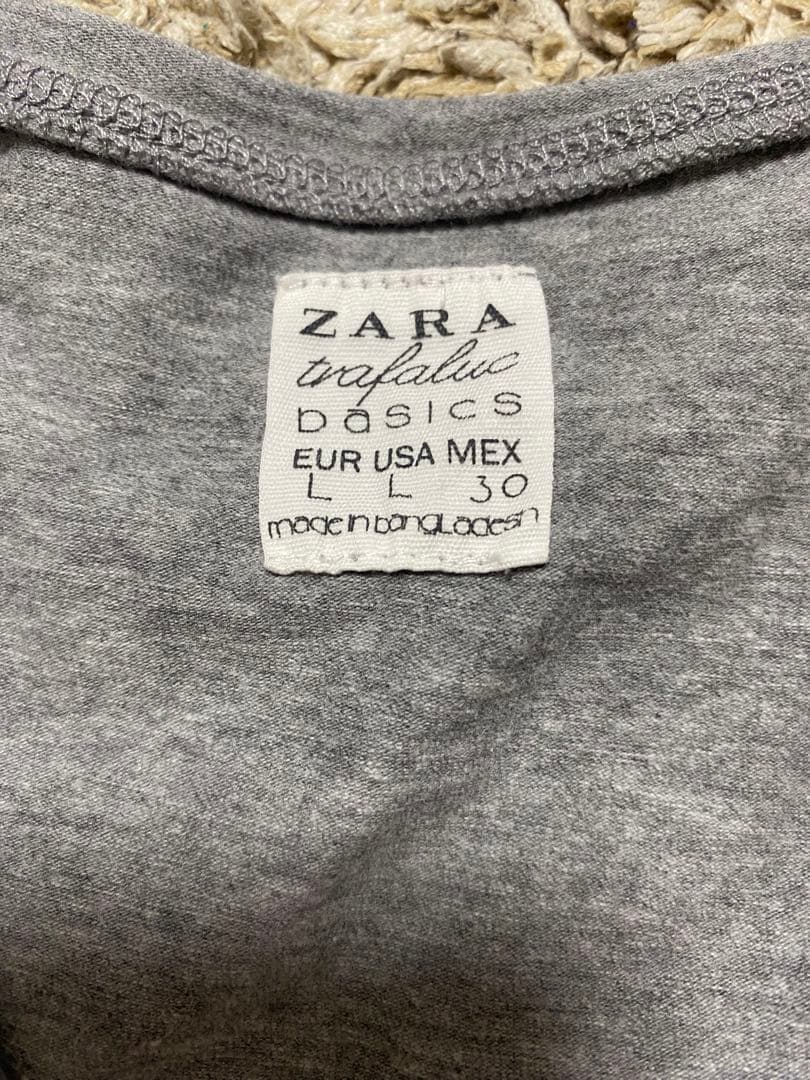 ZARA
trafaluc
basics
EUR USA MEX
L L 30
made in bangladesh